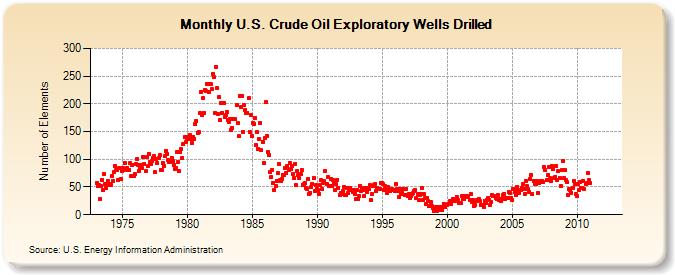 Monthly U.S. Crude Oil Exploratory Wells Drilled
Number of Elements
300
250
200
150
100
50
0
1975 1980 1985 1990 1995 2000 2005 2010
Source: U.S. Energy Information Administration